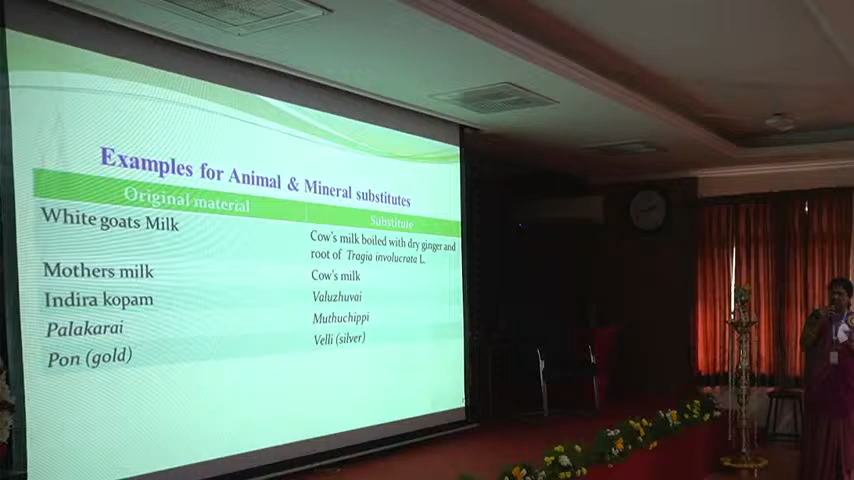 Examples for Animal & Mineral substitutes
Original material
Substitute
White goats Milk
Cow's milk boiled with dry ginger and
root of Tragia involucrata L.
Mothers milk
Cow's milk
Indira kopam
Valuzhuvai
Palakarai
Muthuchippi
Pon (gold)
Velli (silver)